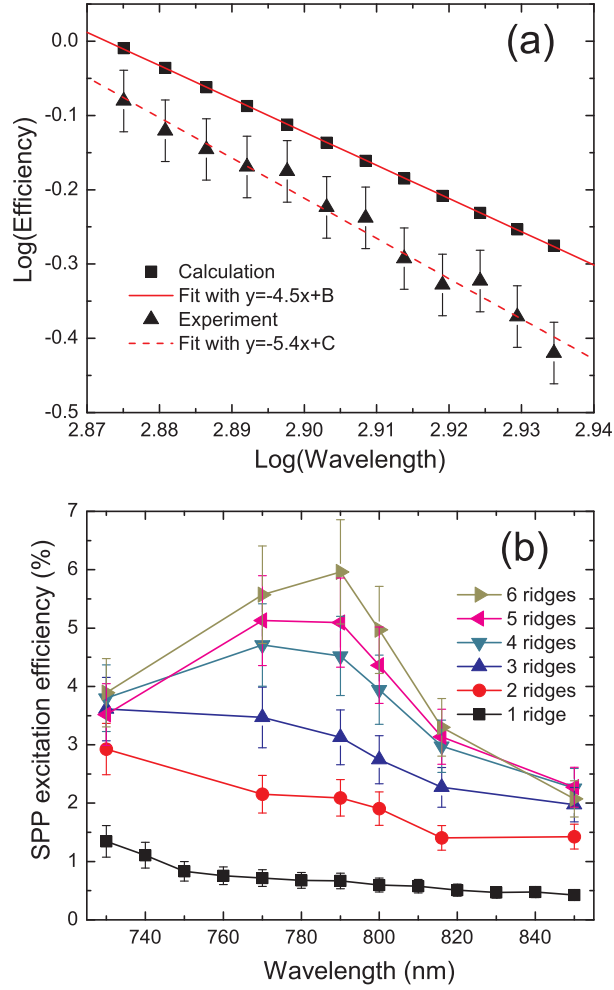 (a)
0.0
-0.1
-0.2
-0.3
-0.4
-0.5
Log(Efficiency)
Calculation
Fit with y=-4.5x+B
Experiment
Fit with y=-5.4x+C
2.87 2.88 2.89 2.90 2.91 2.92 2.93 2.94
Log(Wavelength)
(b)
7
6
5
4
3
2
1
0
SPP excitation efficiency (%)
6 ridges
5 ridges
4 ridges
3 ridges
2 ridges
1 ridge
740 760 780 800 820 840
Wavelength (nm)